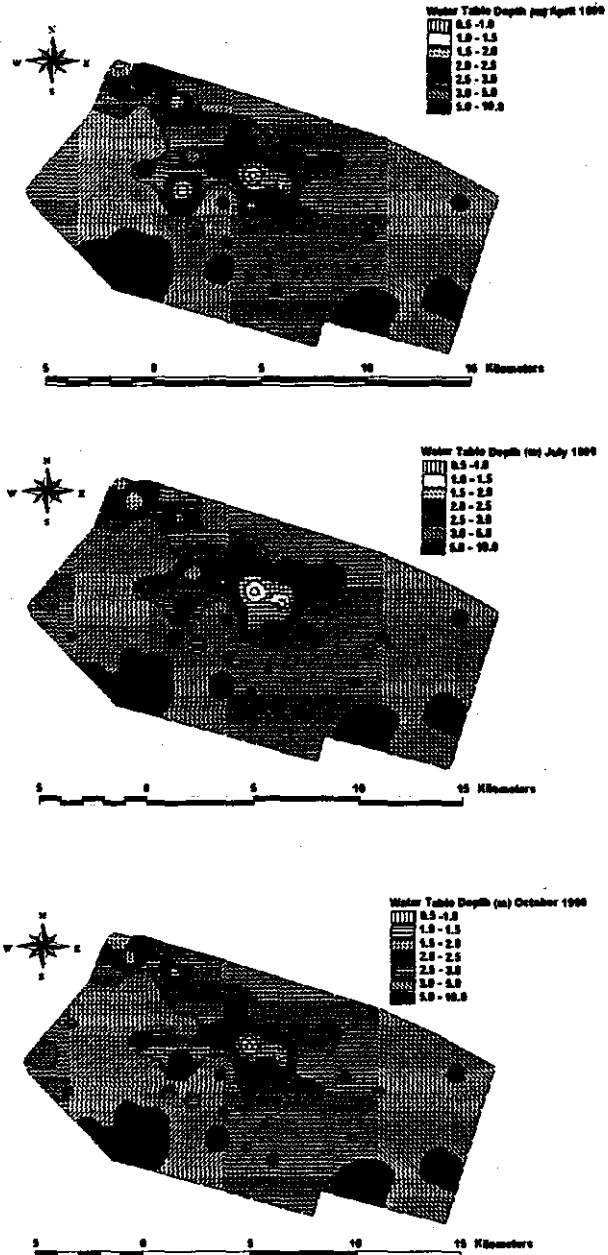 Water Table Depth (m) April 1999
0.5 - 1.0
1.0 - 1.5
1.5 - 2.0
2.0 - 2.5
2.5 - 3.0
3.0 - 5.0
5.0 - 10.0
N
W E
S
5 0 5 10 15 Kilometers
Water Table Depth (m) July 1999
0.5 - 1.0
1.0 - 1.5
1.5 - 2.0
2.0 - 2.5
2.5 - 3.0
3.0 - 5.0
5.0 - 10.0
N
W E
S
5 0 5 10 15 Kilometers
Water Table Depth (m) October 1999
0.5 - 1.0
1.0 - 1.5
1.5 - 2.0
2.0 - 2.5
2.5 - 3.0
3.0 - 5.0
5.0 - 10.0
N
W E
S
5 0 5 10 15 Kilometers